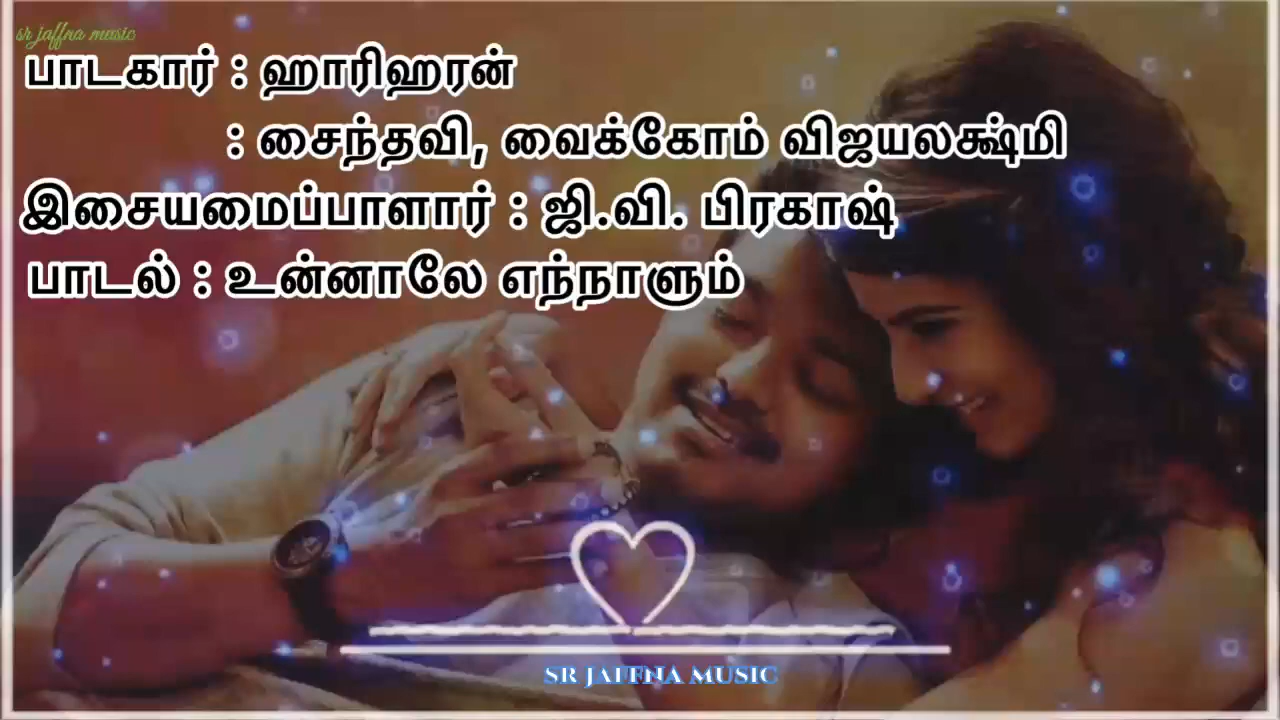 sr jaffna music
பாடகார் : ஹாரிஹரன்
: சைந்தவி, வைக்கோம் விஜயலக்ஷ்மி
இசையமைப்பாளார் : ஜி.வி. பிரகாஷ்
பாடல் : உன்னாலே எந்நாளும்
SR JAFFNA MUSIC